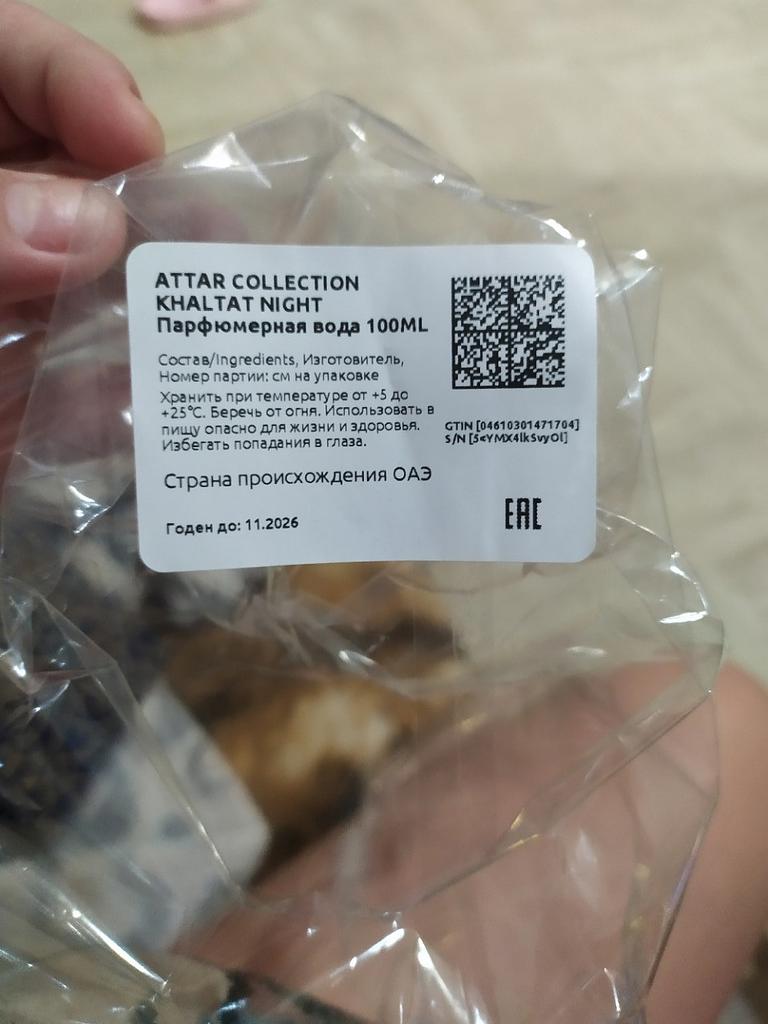 ATTAR COLLECTION
KHALTAT NIGHT
Парфюмерная вода 100ML
Состав/Ingredients, Изготовитель,
Номер партии: см на упаковке
Хранить при температуре от +5 до
+25°C. Беречь от огня. Использовать в
пищу опасно для жизни и здоровья.
Избегать попадания в глаза.
GTIN [04610301471704]
S/N [5<YMX4lkSvyOl]
Страна происхождения ОАЭ
Годен до: 11.2026
EAC